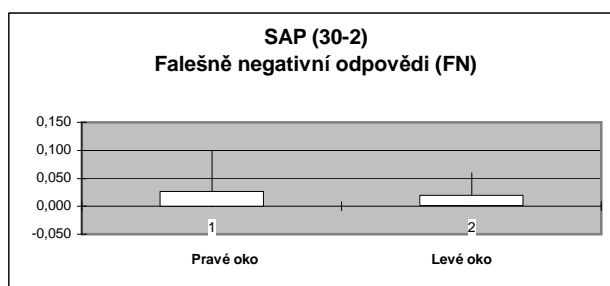 SAP (30-2)
Falešně negativní odpovědi (FN)
0,150
0,100
0,050
0,000
-0,050
1 2
Pravé oko Levé oko